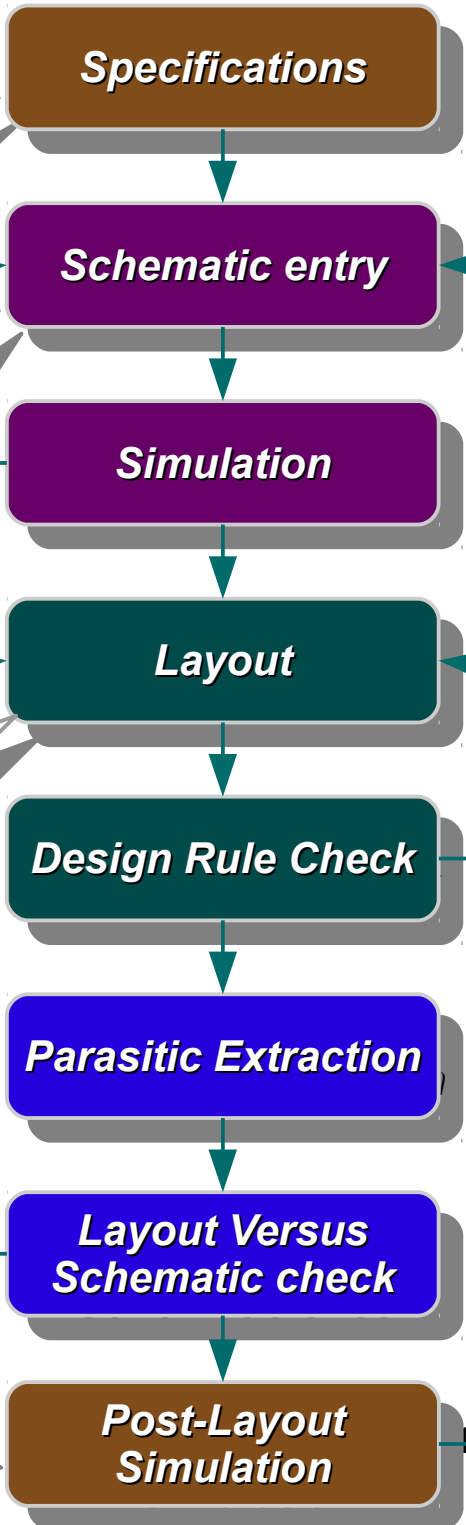 Specifications
Schematic entry
Simulation
Layout
Design Rule Check
Parasitic Extraction
Layout Versus
Schematic check
Post-Layout
Simulation